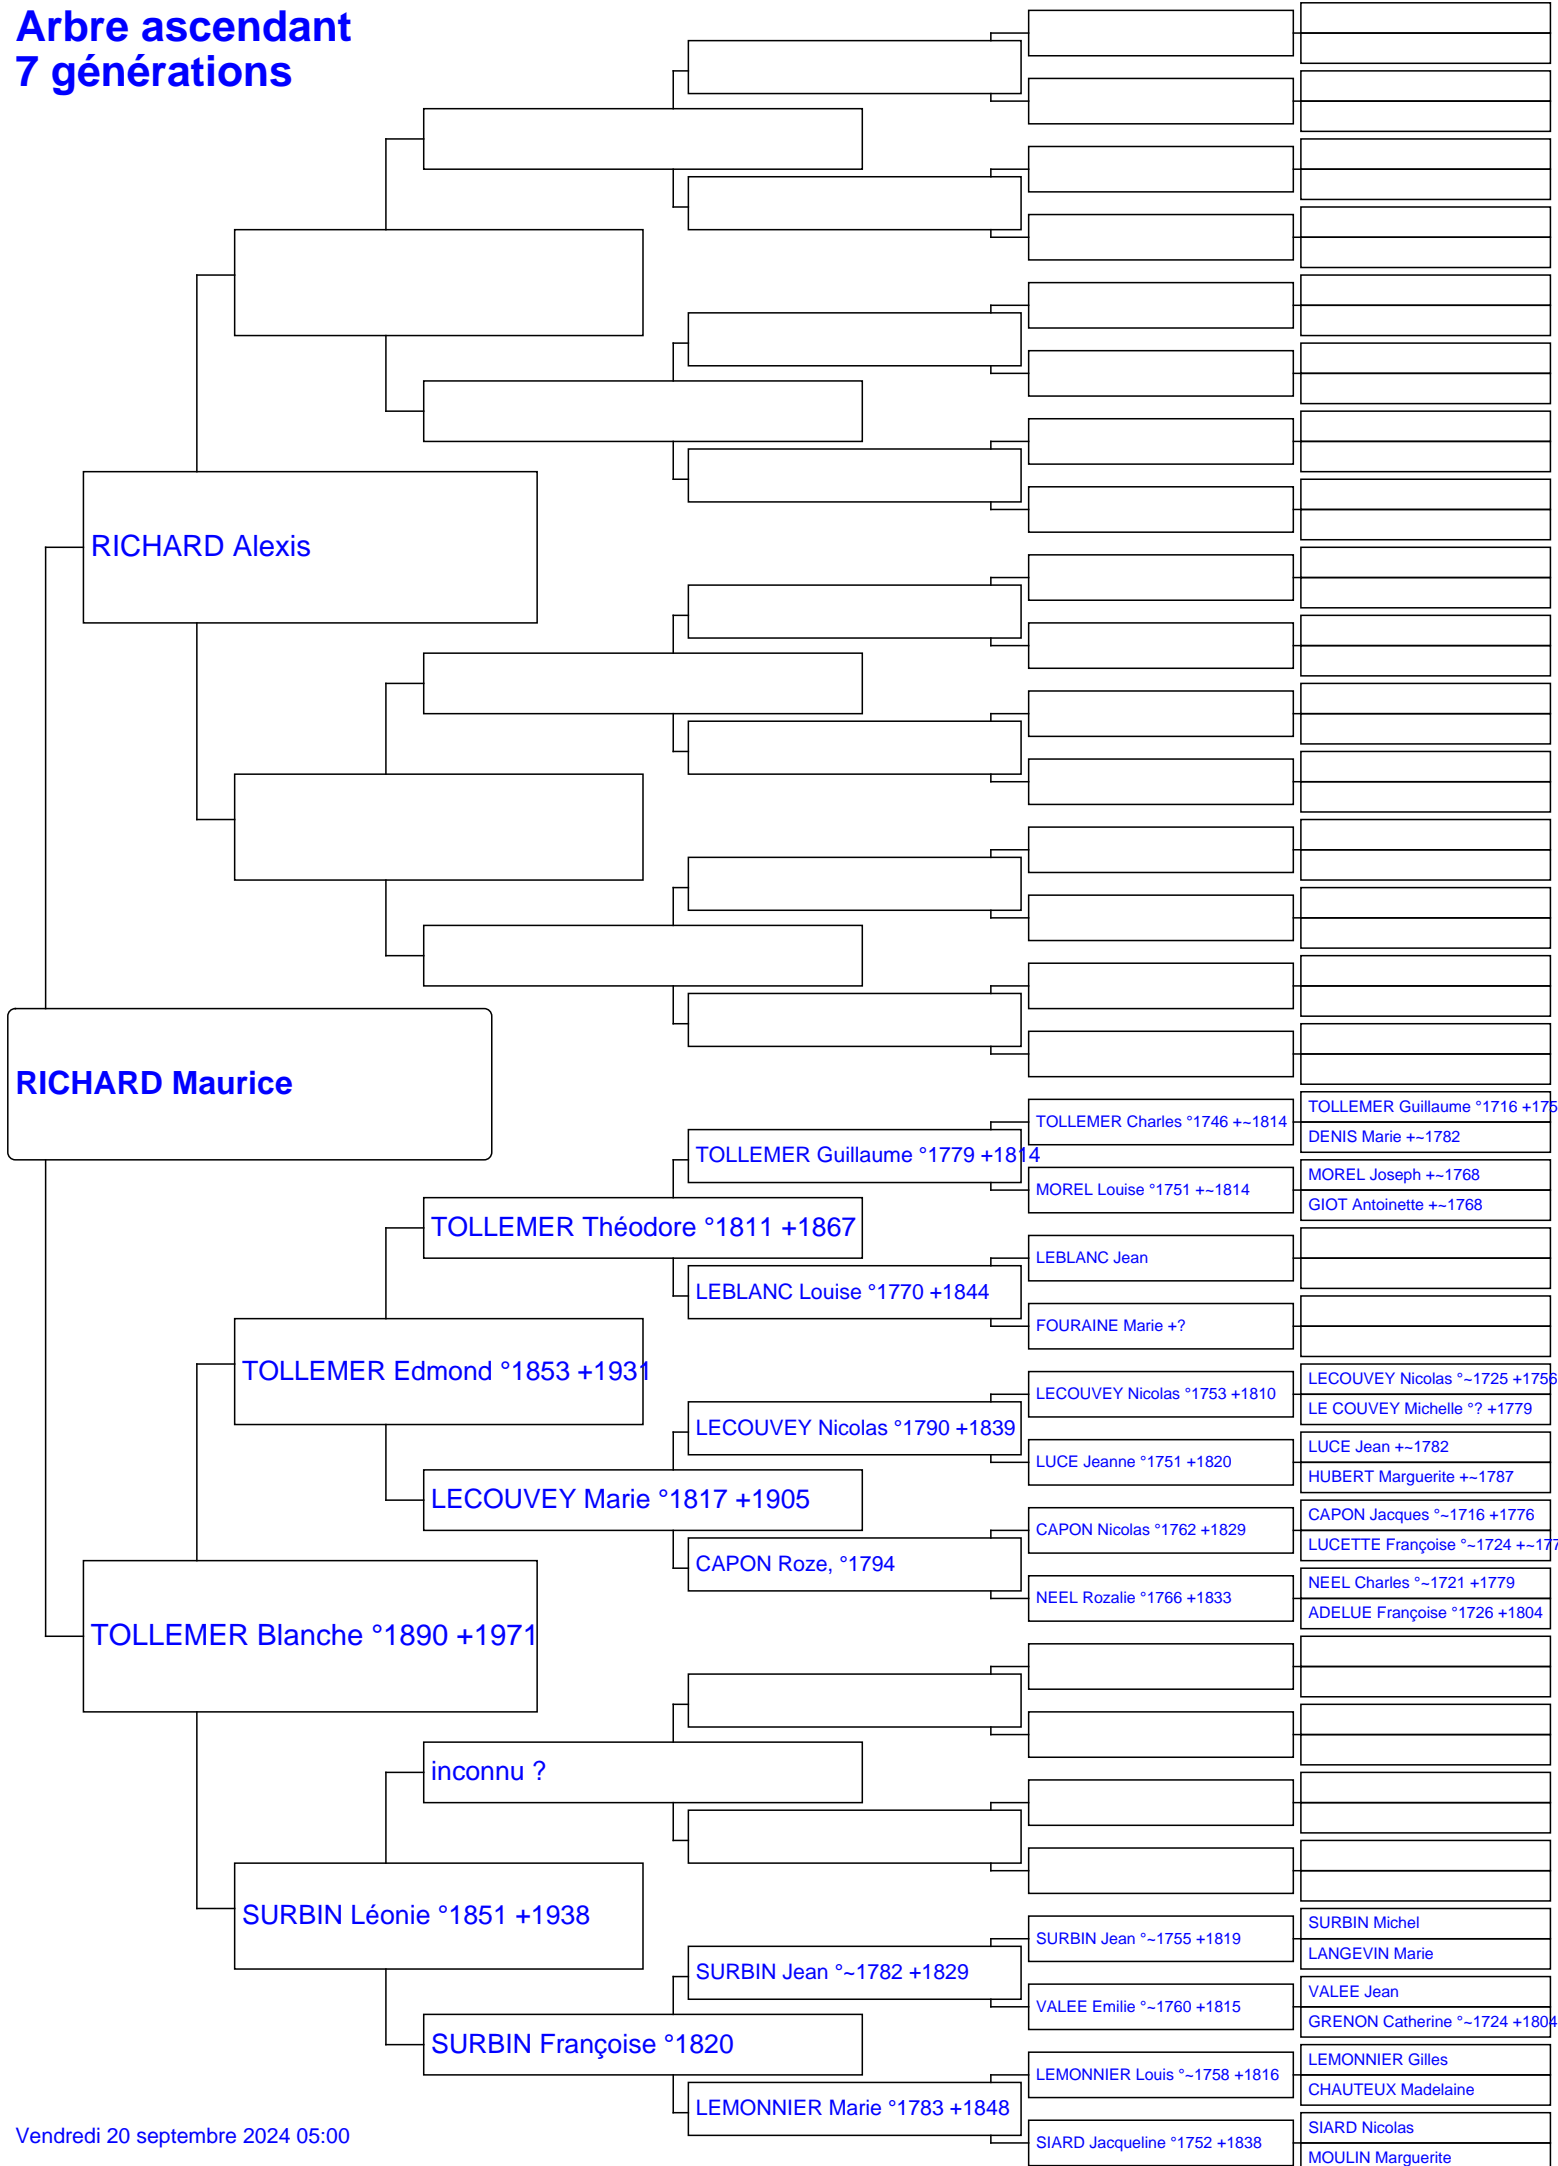 Arbre ascendant
7 générations
RICHARD Alexis
RICHARD Maurice
TOLLEMER Guillaume °1716 +175
TOLLEMER Charles °1746 +~1814
DENIS Marie +~1782
TOLLEMER Guillaume °1779 +1814
MOREL Joseph +~1768
MOREL Louise °1751 +~1814
GIOT Antoinette +~1768
TOLLEMER Théodore °1811 +1867
LEBLANC Jean
LEBLANC Louise °1770 +1844
FOURAINE Marie +?
TOLLEMER Edmond °1853 +1931
LECOUVEY Nicolas °~1725 +1756
LECOUVEY Nicolas °1753 +1810
LE COUVEY Michelle °? +1779
LECOUVEY Nicolas °1790 +1839
LUCE Jean +~1782
LUCE Jeanne °1751 +1820
HUBERT Marguerite +~1787
LECOUVEY Marie °1817 +1905
CAPON Jacques °~1716 +1776
CAPON Nicolas °1762 +1829
LUCETTE Françoise °~1724 +~177
CAPON Roze, °1794
NEEL Charles °~1721 +1779
NEEL Rozalie °1766 +1833
ADELUE Françoise °1726 +1804
TOLLEMER Blanche °1890 +1971
inconnu ?
SURBIN Léonie °1851 +1938
SURBIN Michel
SURBIN Jean °~1755 +1819
LANGEVIN Marie
SURBIN Jean °~1782 +1829
VALEE Jean
VALEE Emilie °~1760 +1815
GRENON Catherine °~1724 +1804
SURBIN Françoise °1820
LEMONNIER Gilles
LEMONNIER Louis °~1758 +1816
CHAUTEUX Madelaine
LEMONNIER Marie °1783 +1848
SIARD Nicolas
SIARD Jacqueline °1752 +1838
MOULIN Marguerite
Vendredi 20 septembre 2024 05:00